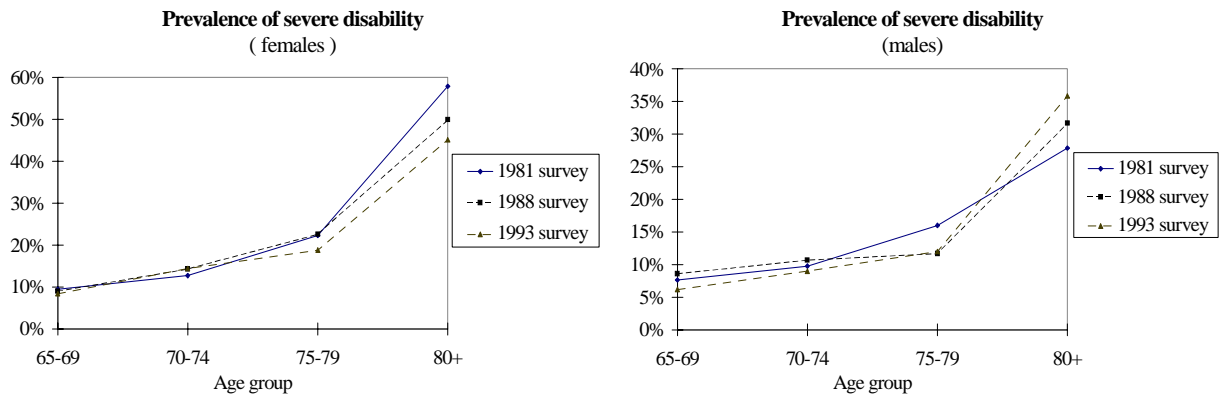 Prevalence of severe disability
( females )
60%
50%
40%
30%
20%
10%
0%
65-69 70-74 75-79 80+
Age group
1981 survey
1988 survey
1993 survey
Prevalence of severe disability
(males)
40%
35%
30%
25%
20%
15%
10%
5%
0%
65-69 70-74 75-79 80+
Age group
1981 survey
1988 survey
1993 survey